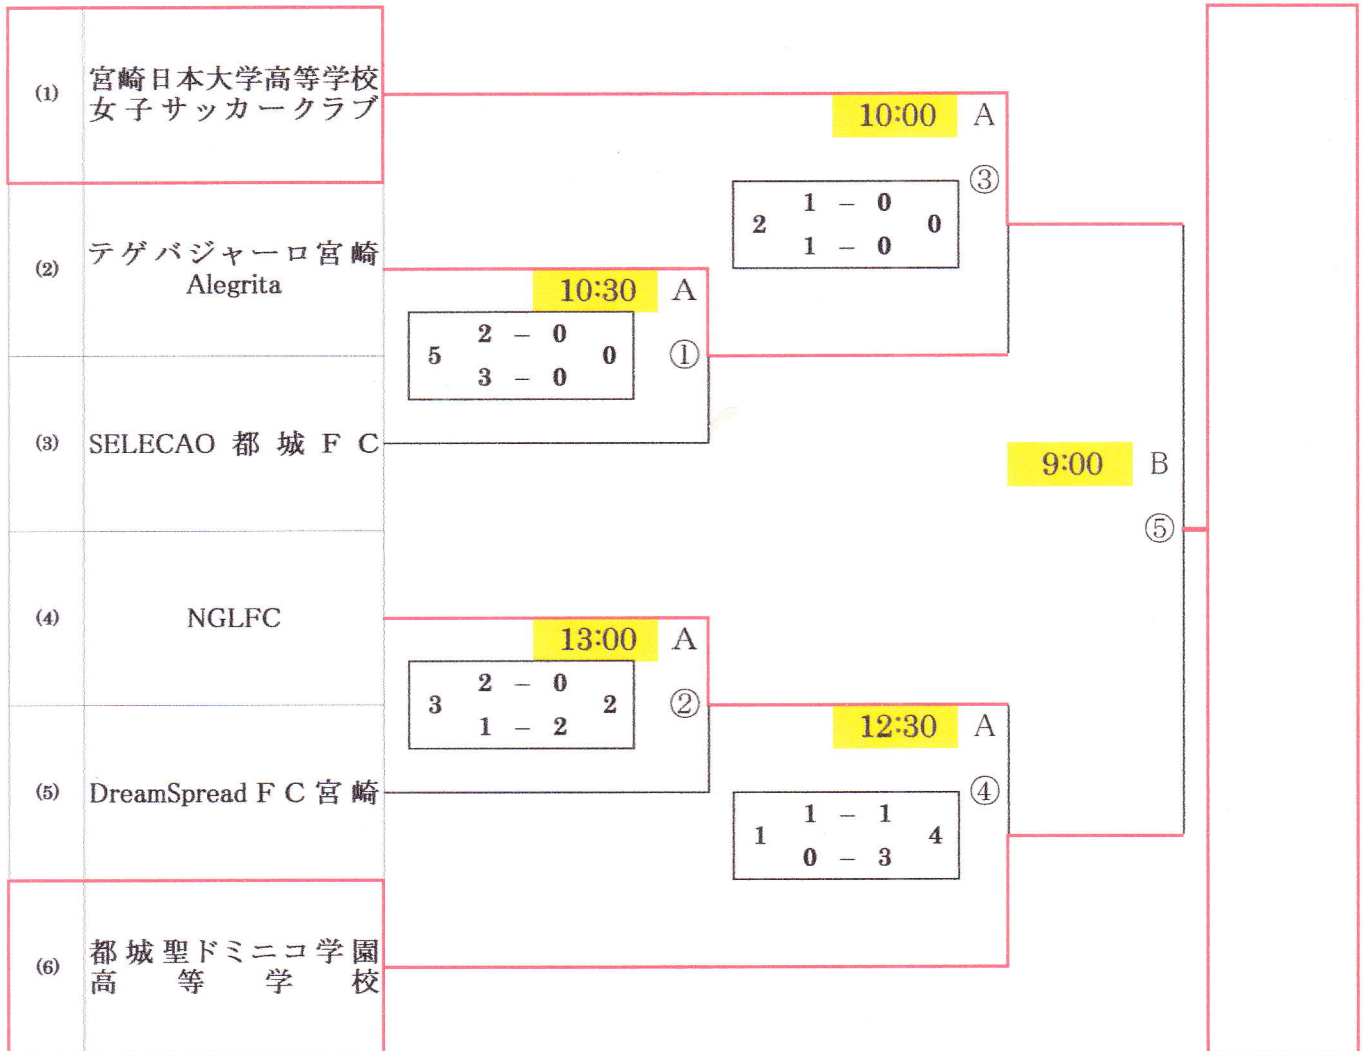 (1) 宮崎日本大学高等学校
女子サッカークラブ
10:00 A
③
1 − 0
2 0
1 − 0
(2) テゲバジャーロ宮崎
Alegrita
10:30 A
①
2 − 0
5 0
3 − 0
(3) SELECAO 都城FC
9:00 B
⑤
(4) NGLFC
13:00 A
②
2 − 0
3 2
1 − 2
12:30 A
④
(5) DreamSpread FC宮崎
1 − 1
1 4
0 − 3
(6) 都城聖ドミニコ学園
高等学校